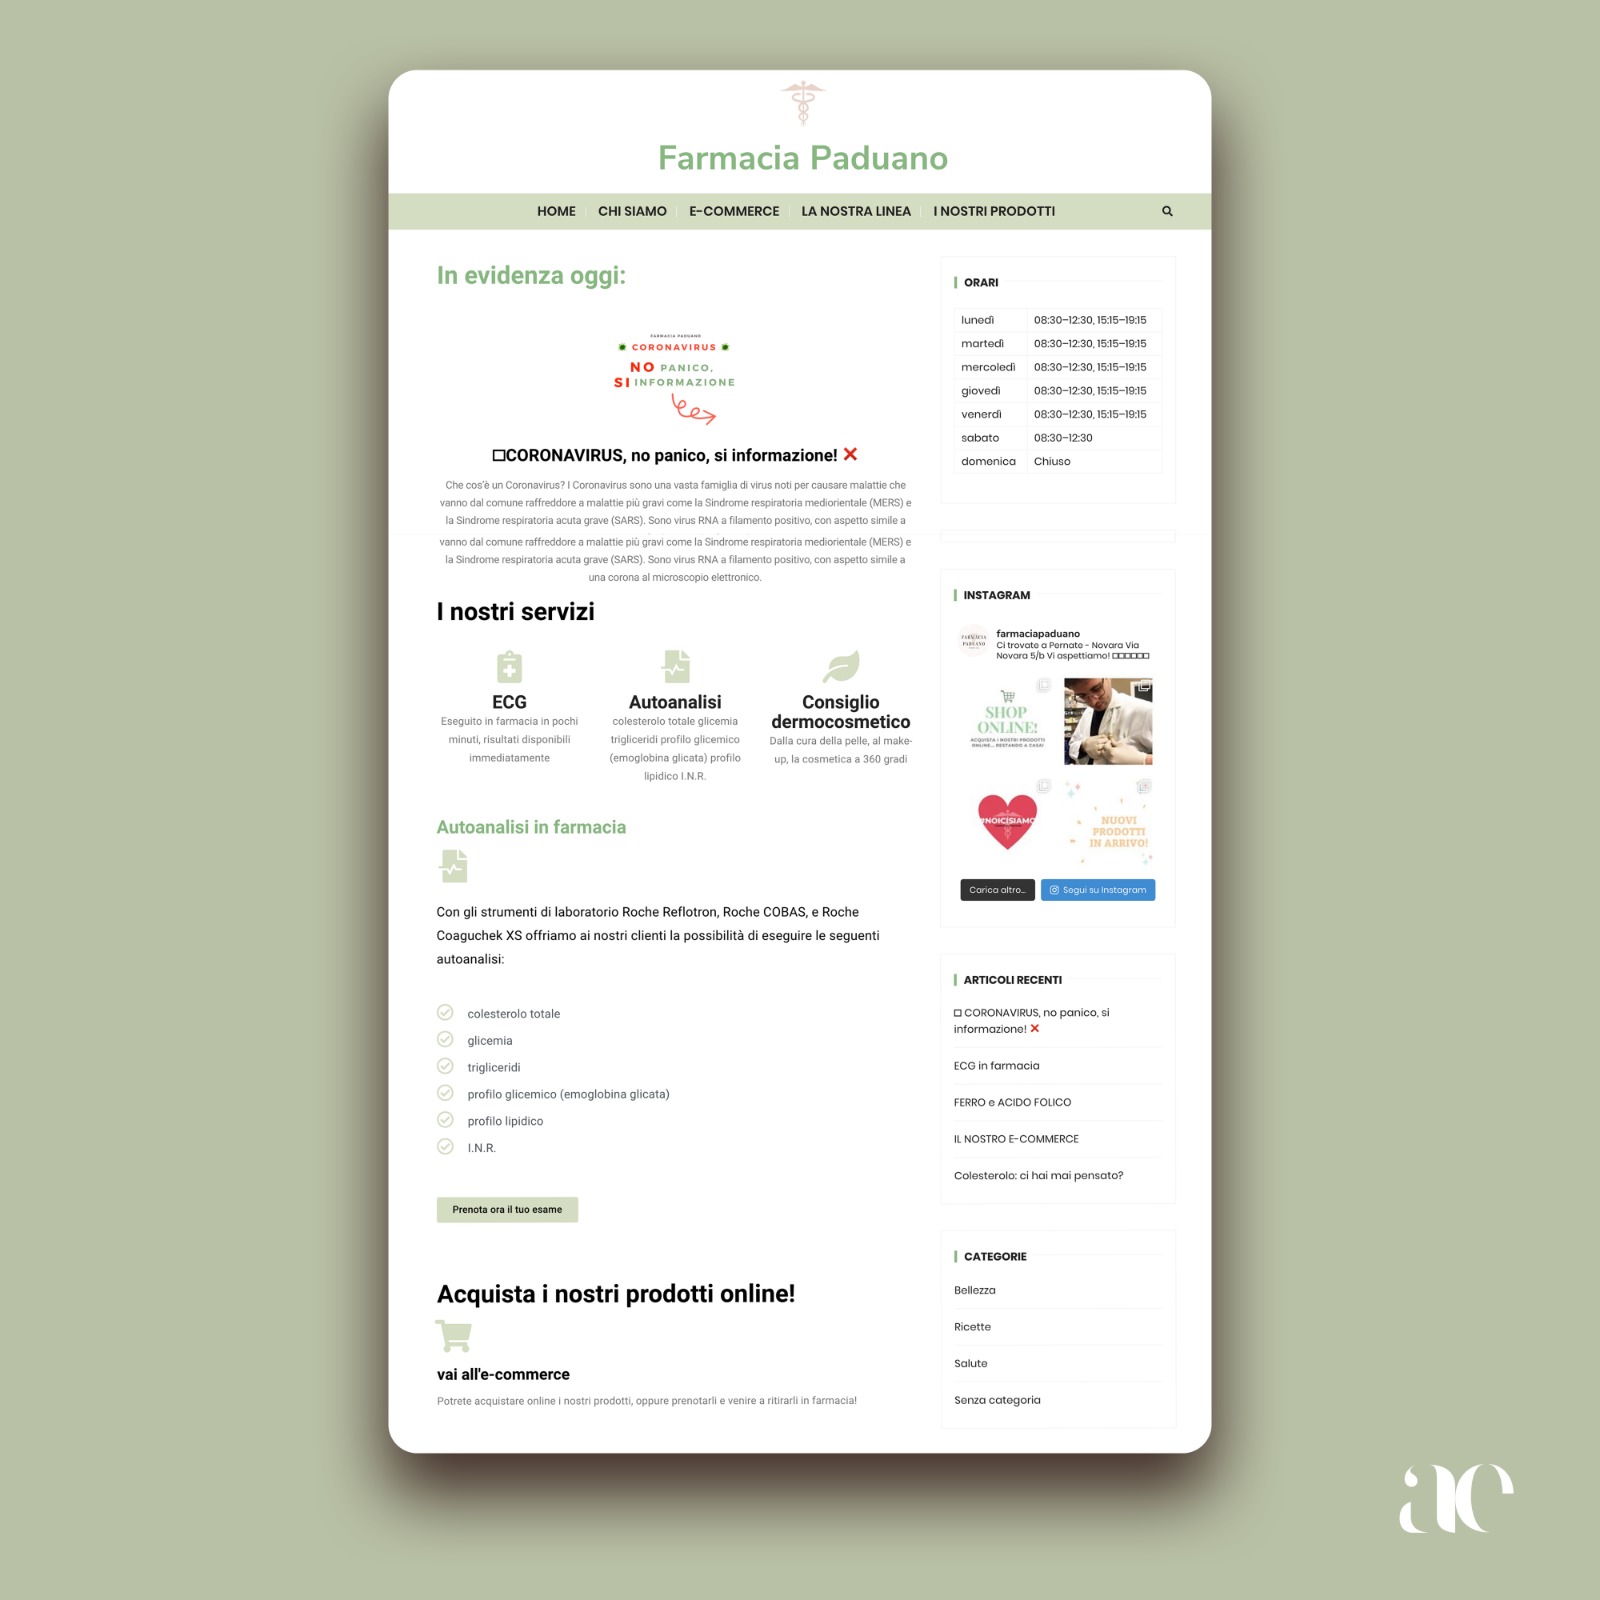 Farmacia Paduano
HOME
CHI SIAMO
E-COMMERCE
LA NOSTRA LINEA
I NOSTRI PRODOTTI
In evidenza oggi:
FARMACIA PADUANO
CORONAVIRUS
NO PANICO,
SI INFORMAZIONE
☐CORONAVIRUS, no panico, si informazione! ❌
Che cos'è un Coronavirus? I Coronavirus sono una vasta famiglia di virus noti per causare malattie che
vanno dal comune raffreddore a malattie più gravi come la Sindrome respiratoria mediorientale (MERS) e
la Sindrome respiratoria acuta grave (SARS). Sono virus RNA a filamento positivo, con aspetto simile a
vanno dal comune raffreddore a malattie più gravi come la Sindrome respiratoria mediorientale (MERS) e
la Sindrome respiratoria acuta grave (SARS). Sono virus RNA a filamento positivo, con aspetto simile a
una corona al microscopio elettronico.
I nostri servizi
ECG
Eseguito in farmacia in pochi
minuti, risultati disponibili
immediatamente
Autoanalisi
colesterolo totale glicemia
trigliceridi profilo glicemico
(emoglobina glicata) profilo
lipidico I.N.R.
Consiglio
dermocosmetico
Dalla cura della pelle, al make-
up, la cosmetica a 360 gradi
Autoanalisi in farmacia
Con gli strumenti di laboratorio Roche Reflotron, Roche COBAS, e Roche
Coaguchek XS offriamo ai nostri clienti la possibilità di eseguire le seguenti
autoanalisi:
colesterolo totale
glicemia
trigliceridi
profilo glicemico (emoglobina glicata)
profilo lipidico
I.N.R.
Prenota ora il tuo esame
Acquista i nostri prodotti online!
vai all'e-commerce
Potrete acquistare online i nostri prodotti, oppure prenotarli e venire a ritirarli in farmacia!
ORARI
lunedì 08:30–12:30, 15:15–19:15
martedì 08:30–12:30, 15:15–19:15
mercoledì 08:30–12:30, 15:15–19:15
giovedì 08:30–12:30, 15:15–19:15
venerdì 08:30–12:30, 15:15–19:15
sabato 08:30–12:30
domenica Chiuso
INSTAGRAM
FARMACIA
PADUANO
farmaciapaduano
Ci trovate a Pernate - Novara Via
Novara 5/b Vi aspettiamo! ☐☐☐☐☐☐
SHOP
ONLINE!
ACQUISTA I NOSTRI PRODOTTI
ONLINE... RESTANDO A CASA!
#NOICISIAMO
NUOVI
PRODOTTI
IN ARRIVO!
Carica altro...
Segui su Instagram
ARTICOLI RECENTI
☐ CORONAVIRUS, no panico, si
informazione! ❌
ECG in farmacia
FERRO e ACIDO FOLICO
IL NOSTRO E-COMMERCE
Colesterolo: ci hai mai pensato?
CATEGORIE
Bellezza
Ricette
Salute
Senza categoria
ae